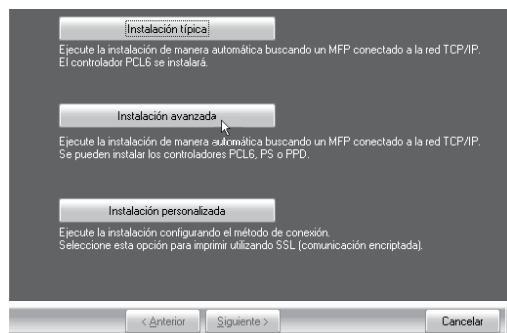 Instalación típica
Ejecute la instalación de manera automática buscando un MFP conectado a la red TCP/IP.
El controlador PCL6 se instalará.
Instalación avanzada
Ejecute la instalación de manera automática buscando un MFP conectado a la red TCP/IP.
Se pueden instalar los controladores PCL6, PS o PPD.
Instalación personalizada
Ejecute la instalación configurando el método de conexión.
Seleccione esta opción para imprimir utilizando SSL (comunicación encriptada).
< Anterior Siguiente > Cancelar